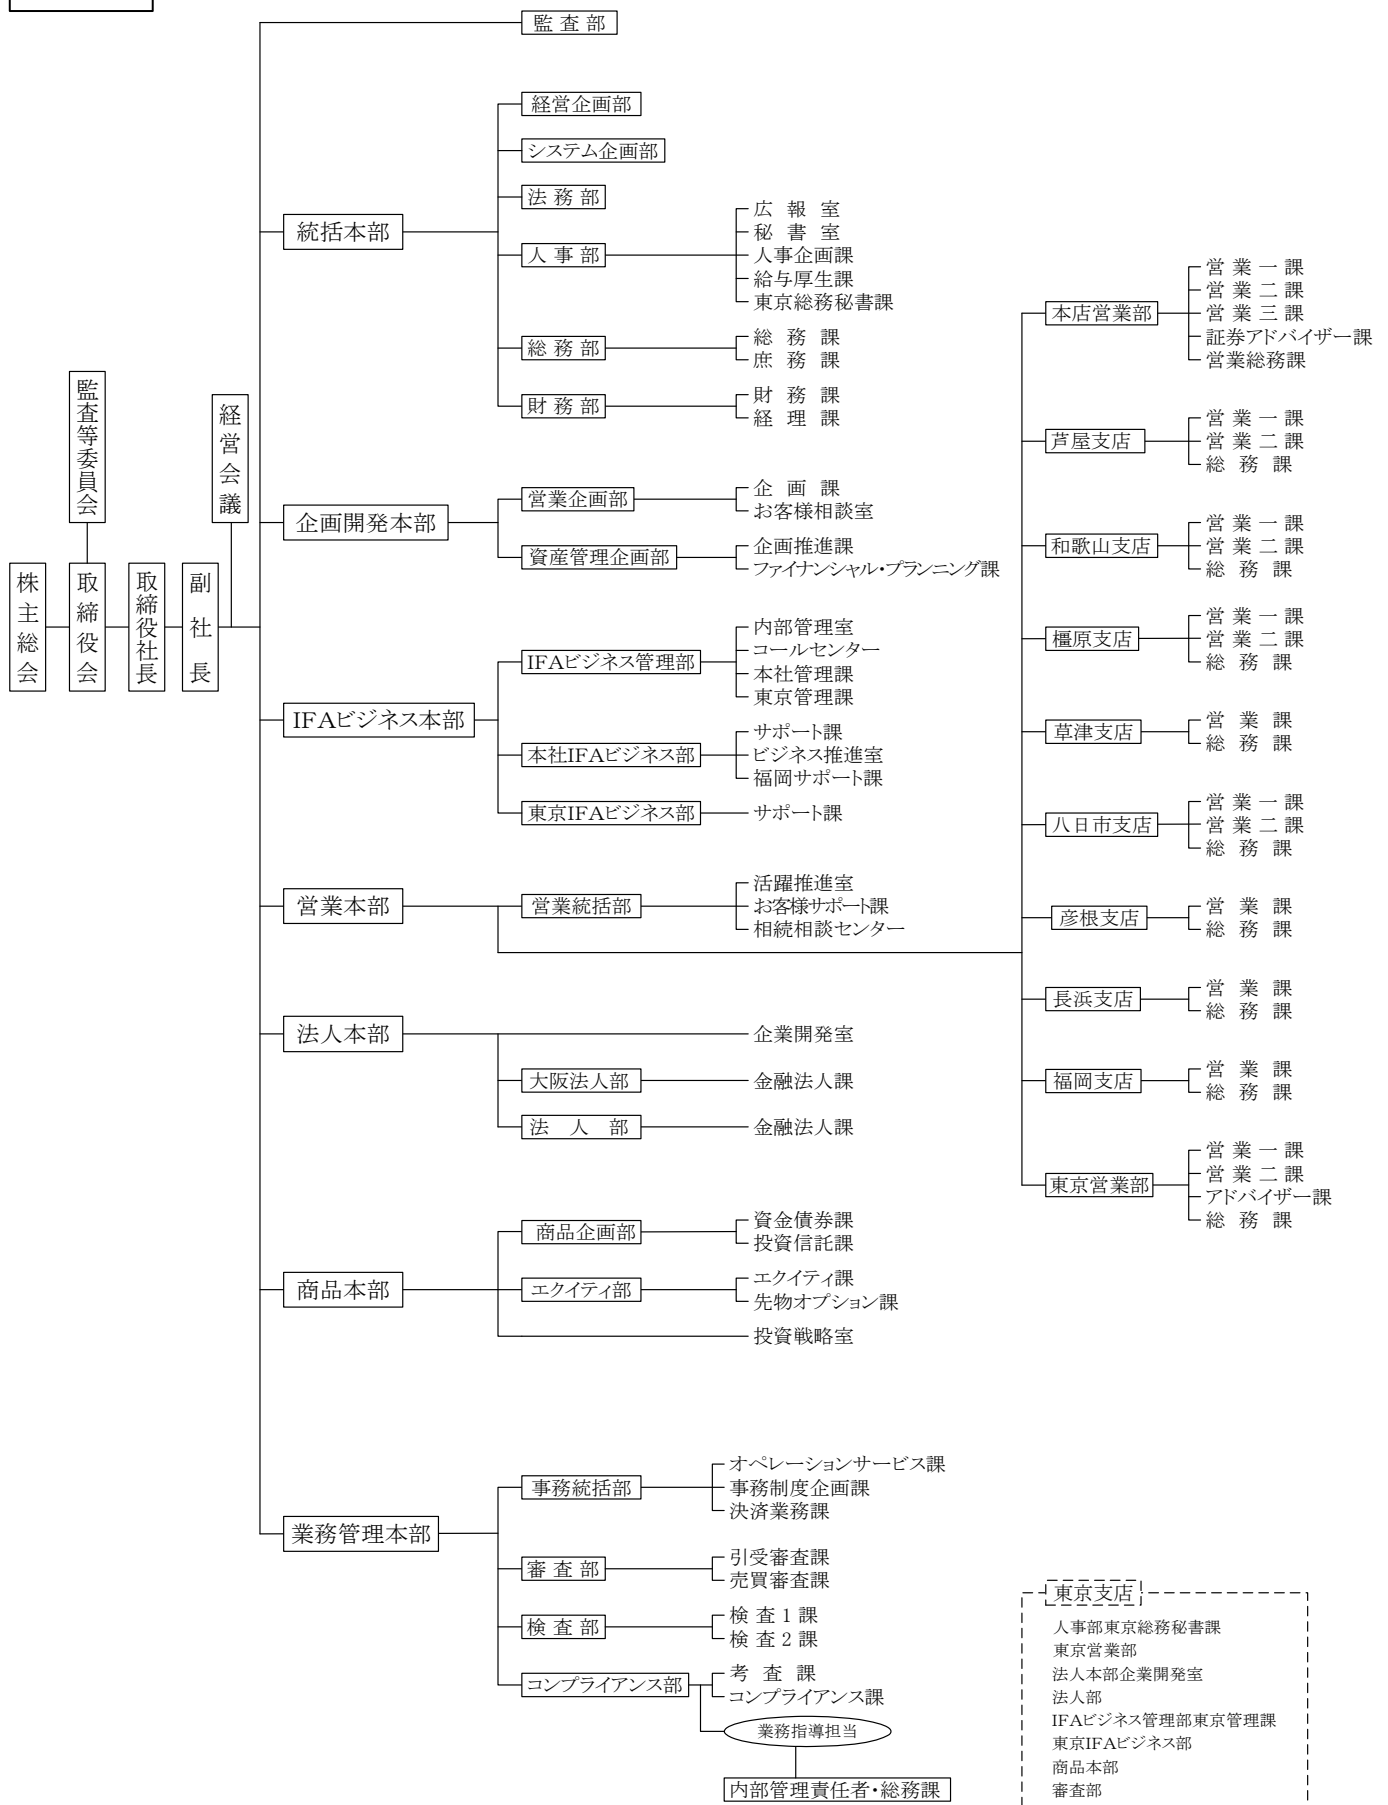 監査部
経営企画部
システム企画部
法務部
統括本部
人事部
広報室
秘書室
人事企画課
給与厚生課
東京総務秘書課
総務部
総務課
庶務課
財務部
財務課
経理課
監査等委員会
経営会議
株主総会
取締役会
取締役社長
副社長
企画開発本部
営業企画部
企画課
お客様相談室
資産管理企画部
企画推進課
ファイナンシャル・プランニング課
IFAビジネス本部
IFAビジネス管理部
内部管理室
コールセンター
本社管理課
東京管理課
本社IFAビジネス部
サポート課
ビジネス推進室
福岡サポート課
東京IFAビジネス部
サポート課
営業本部
営業統括部
活躍推進室
お客様サポート課
相続相談センター
本店営業部
営業一課
営業二課
営業三課
証券アドバイザー課
営業総務課
芦屋支店
営業一課
営業二課
総務課
和歌山支店
営業一課
営業二課
総務課
橿原支店
営業一課
営業二課
総務課
草津支店
営業課
総務課
八日市支店
営業一課
営業二課
総務課
彦根支店
営業課
総務課
長浜支店
営業課
総務課
福岡支店
営業課
総務課
東京営業部
営業一課
営業二課
アドバイザー課
総務課
法人本部
企業開発室
大阪法人部
金融法人課
法人部
金融法人課
商品本部
商品企画部
資金債券課
投資信託課
エクイティ部
エクイティ課
先物オプション課
投資戦略室
業務管理本部
事務統括部
オペレーションサービス課
事務制度企画課
決済業務課
審査部
引受審査課
売買審査課
検査部
検査1課
検査2課
コンプライアンス部
考査課
コンプライアンス課
業務指導担当
内部管理責任者・総務課
東京支店
人事部東京総務秘書課
東京営業部
法人本部企業開発室
法人部
IFAビジネス管理部東京管理課
東京IFAビジネス部
商品本部
審査部